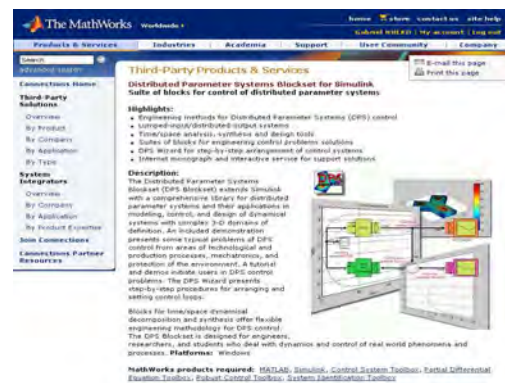 The MathWorks Worldwide
home store contact us site help
My account | Log out
Products & Services Industries Academia Support User Community Company
Search
advanced search
E-mail this page
Print this page
Connections Home
Third-Party Solutions
Overview
By Product
By Company
By Application
By Type
System Integrators
Overview
By Company
By Application
By Product Expertise
Join Connections
Connections Partner Resources
Third-Party Products & Services
Distributed Parameter Systems Blockset for Simulink
Suite of blocks for control of distributed parameter systems
Highlights:
Engineering methods for Distributed Parameter Systems (DPS) control
Lumped-input/distributed-output systems
Time/space analysis, synthesis and design tools
Suites of blocks for engineering control problems solutions
DPS Wizard for step-by-step arrangement of control systems
Internet monograph and interactive service for support solutions
Description:
The Distributed Parameter Systems
Blockset (DPS Blockset) extends Simulink
with a comprehensive library for distributed
parameter systems and their applications in
modeling, control, and design of dynamical
systems with complex 3-D domains of
definition. An included demonstration
presents some typical problems of DPS
control from areas of technological and
production processes, mechatronics, and
protection of the environment. A tutorial
and demos initiate users in DPS control
problems. The DPS Wizard presents
step-by-step procedures for arranging and
setting control loops.
Blocks for time/space dynamical
decomposition and synthesis offer flexible
engineering methodology for DPS control.
The DPS Blockset is designed for engineers,
researchers, and students who deal with dynamics and control of real world phenomena and
processes. Platforms: Windows
MathWorks products required: MATLAB, Simulink, Control System Toolbox, Partial Differential
Equation Toolbox, Robust Control Toolbox, System Identification Toolbox